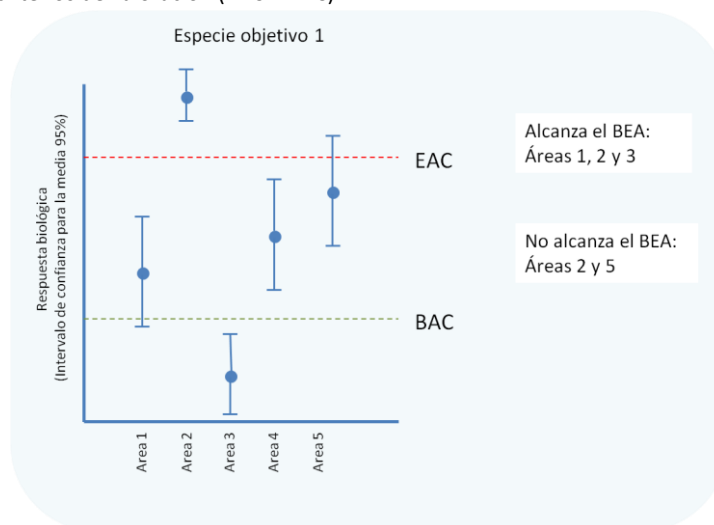 Especie objetivo 1
Respuesta biológica
(Intervalo de confianza para la media 95%)
EAC
BAC
Area 1
Area 2
Area 3
Area 4
Area 5
Alcanza el BEA:
Áreas 1, 2 y 3
No alcanza el BEA:
Áreas 2 y 5